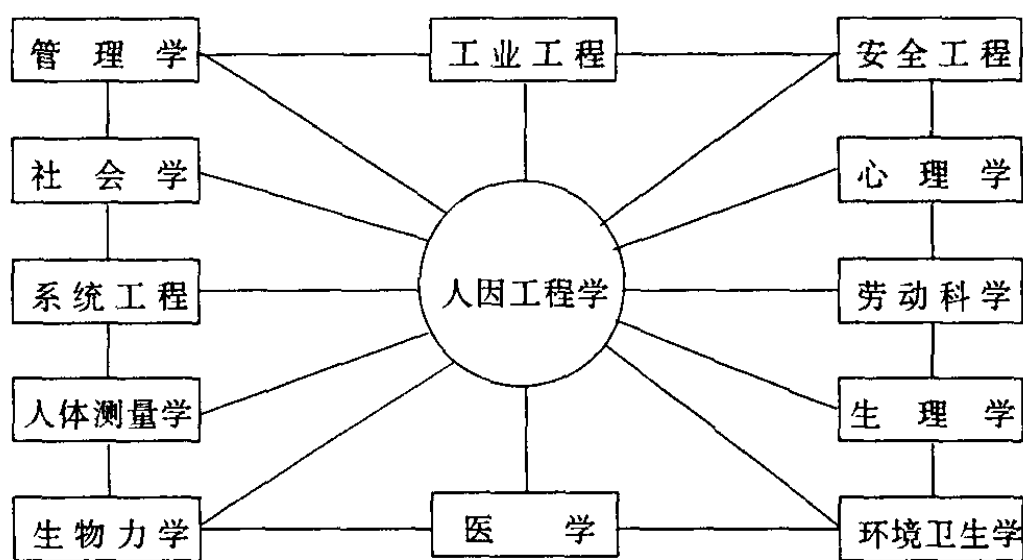 管理学 工业工程 安全工程
社会学 心理学
系统工程 人因工程学 劳动科学
人体测量学 生理学
生物力学 医学 环境卫生学